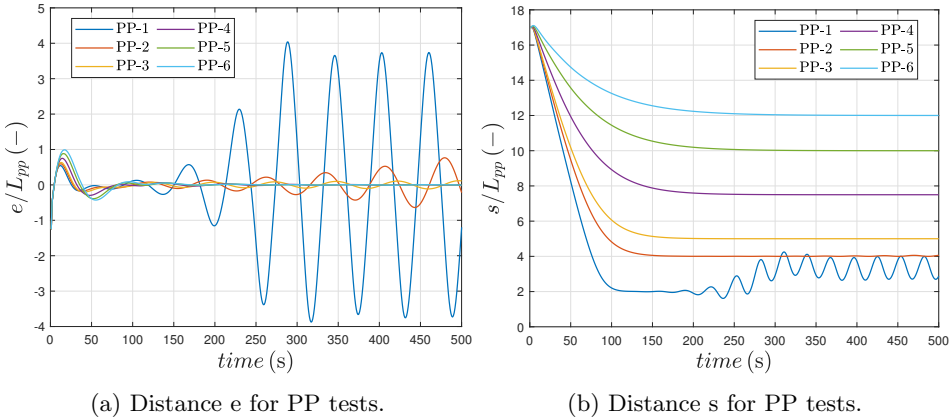 5
4
3
2
1
0
-1
-2
-3
-4
e/Lpp (−)
PP-1 PP-4
PP-2 PP-5
PP-3 PP-6
0 50 100 150 200 250 300 350 400 450 500
time (s)
(a) Distance e for PP tests.
18
16
14
12
10
8
6
4
2
0
s/Lpp (−)
PP-1 PP-4
PP-2 PP-5
PP-3 PP-6
0 50 100 150 200 250 300 350 400 450 500
time (s)
(b) Distance s for PP tests.